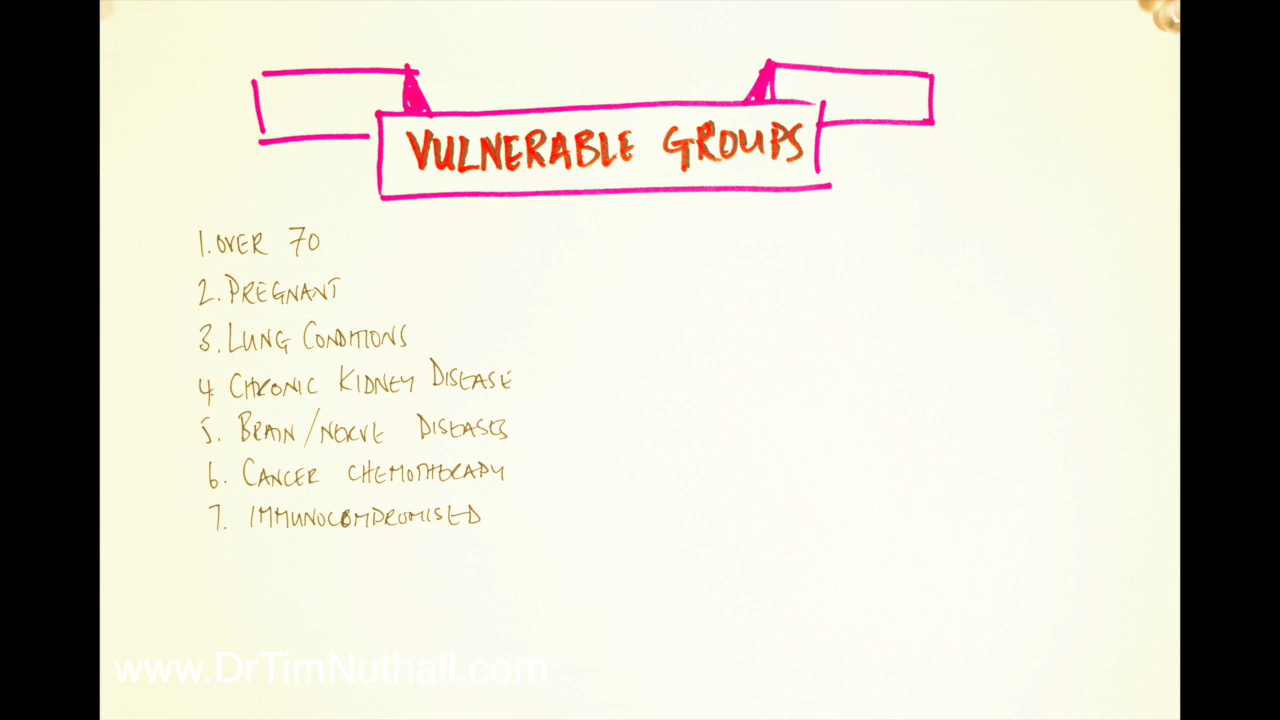 VULNERABLE GROUPS
1. OVER 70
2. PREGNANT
3. LUNG CONDITIONS
4. CHRONIC KIDNEY DISEASE
5. BRAIN/NERVE DISEASES
6. CANCER CHEMOTHERAPY
7. IMMUNOCOMPROMISED
www.DrTimNuthall.com